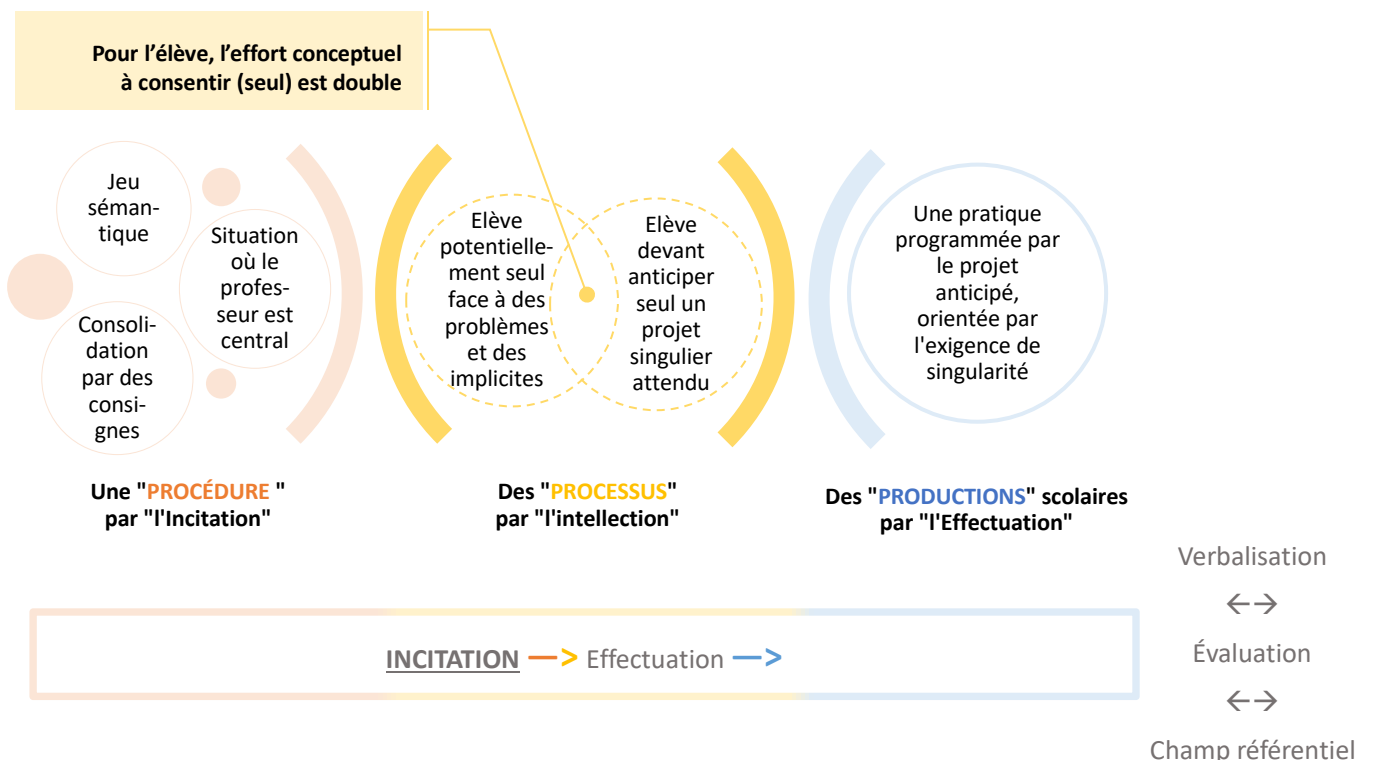 Pour l’élève, l’effort conceptuel
à consentir (seul) est double
Jeu
séman-
tique
Situation
où le
profes-
seur est
central
Consoli-
dation
par des
consi-
gnes
Elève
potentielle-
ment seul
face à des
problèmes
et des
implicites
Elève
devant
anticiper
seul un
projet
singulier
attendu
Une pratique
programmée par
le projet
anticipé,
orientée par
l'exigence de
singularité
Une "PROCÉDURE "
par "l'Incitation"
Des "PROCESSUS"
par "l'intellection"
Des "PRODUCTIONS" scolaires
par "l'Effectuation"
INCITATION —> Effectuation —>
Verbalisation
←→
Évaluation
←→
Champ référentiel